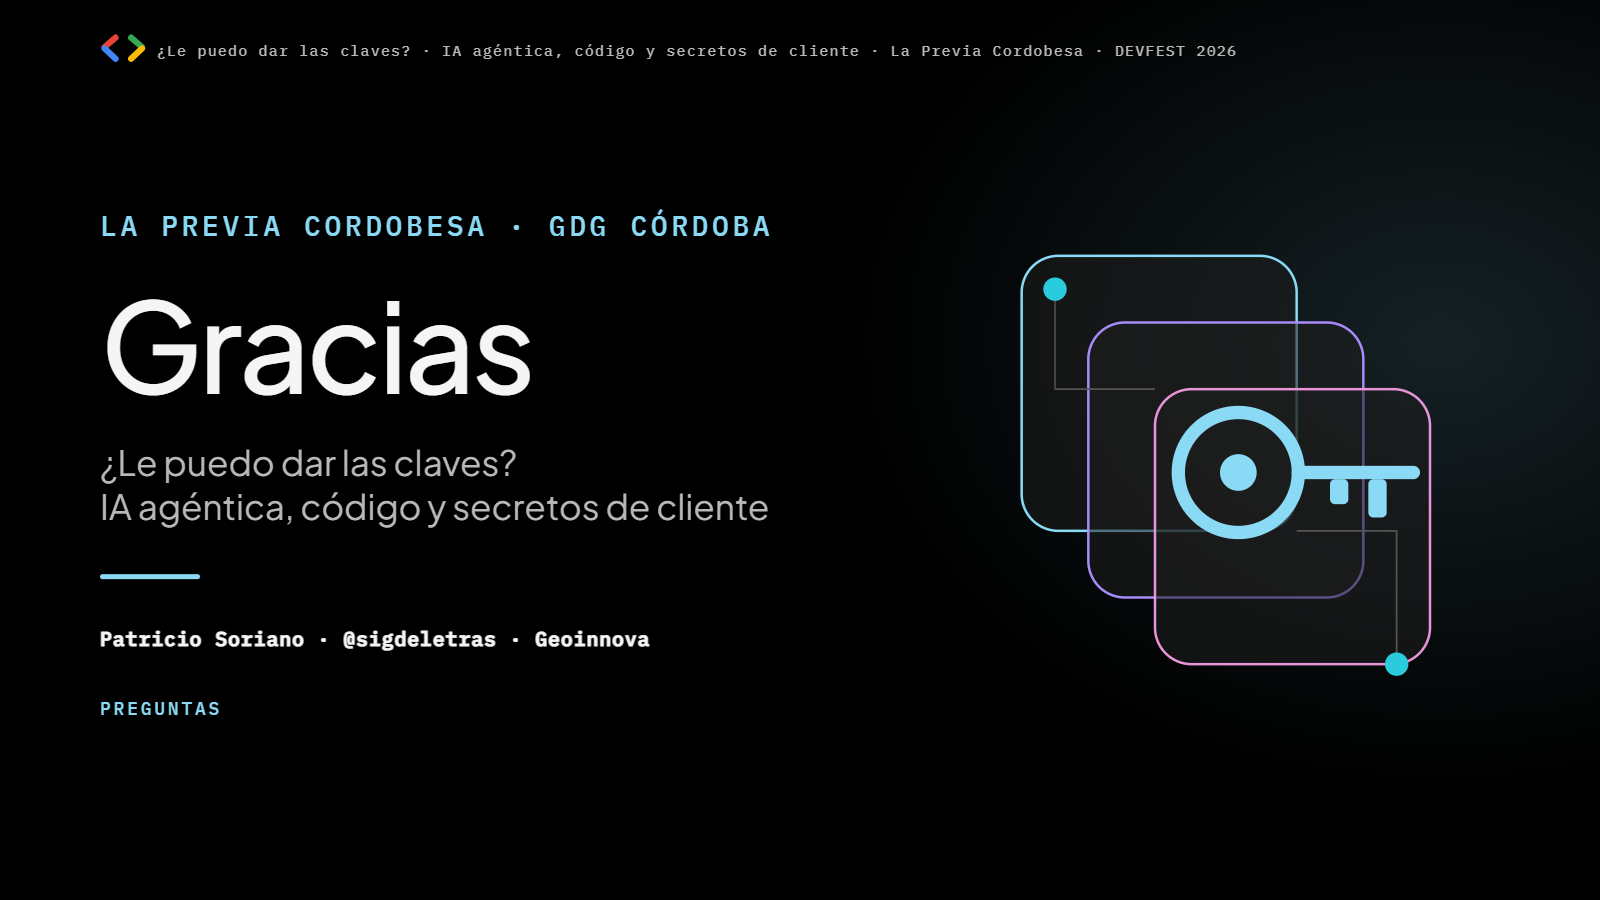 ¿Le puedo dar las claves? · IA agéntica, código y secretos de cliente · La Previa Cordobesa · DEVFEST 2026
LA PREVIA CORDOBESA · GDG CÓRDOBA
Gracias
¿Le puedo dar las claves?
IA agéntica, código y secretos de cliente
Patricio Soriano · @sigdeletras · Geoinnova
PREGUNTAS